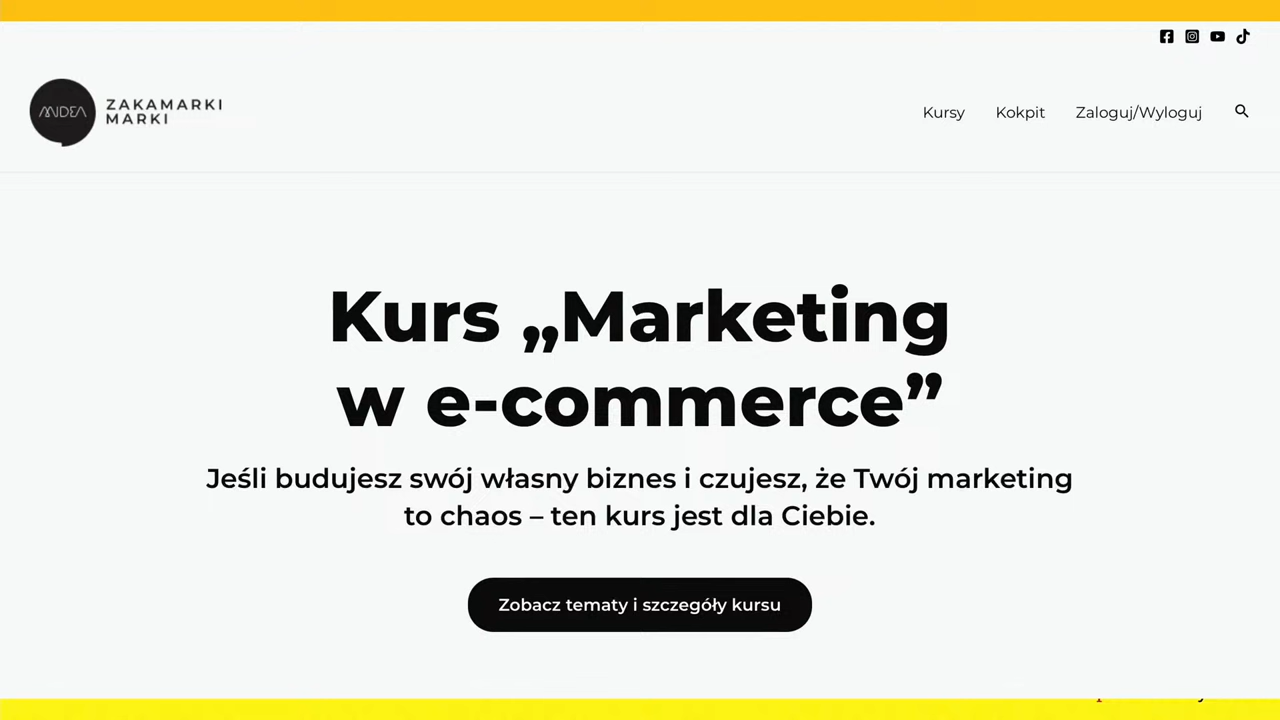 MIDEA
ZAKAMARKI
MARKI
Kursy
Kokpit
Zaloguj/Wyloguj
Kurs „Marketing
w e-commerce”
Jeśli budujesz swój własny biznes i czujesz, że Twój marketing
to chaos – ten kurs jest dla Ciebie.
Zobacz tematy i szczegóły kursu